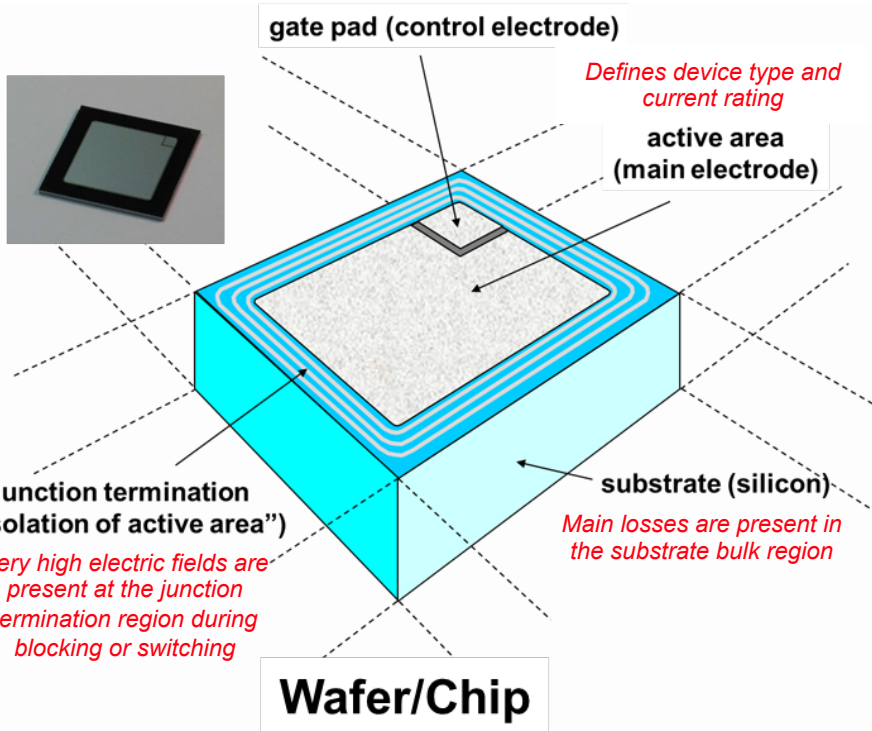 gate pad (control electrode)
Defines device type and
current rating
active area
(main electrode)
unction termination
solation of active area”)
substrate (silicon)
ery high electric fields are
present at the junction
ermination region during
blocking or switching
Main losses are present in
the substrate bulk region
Wafer/Chip